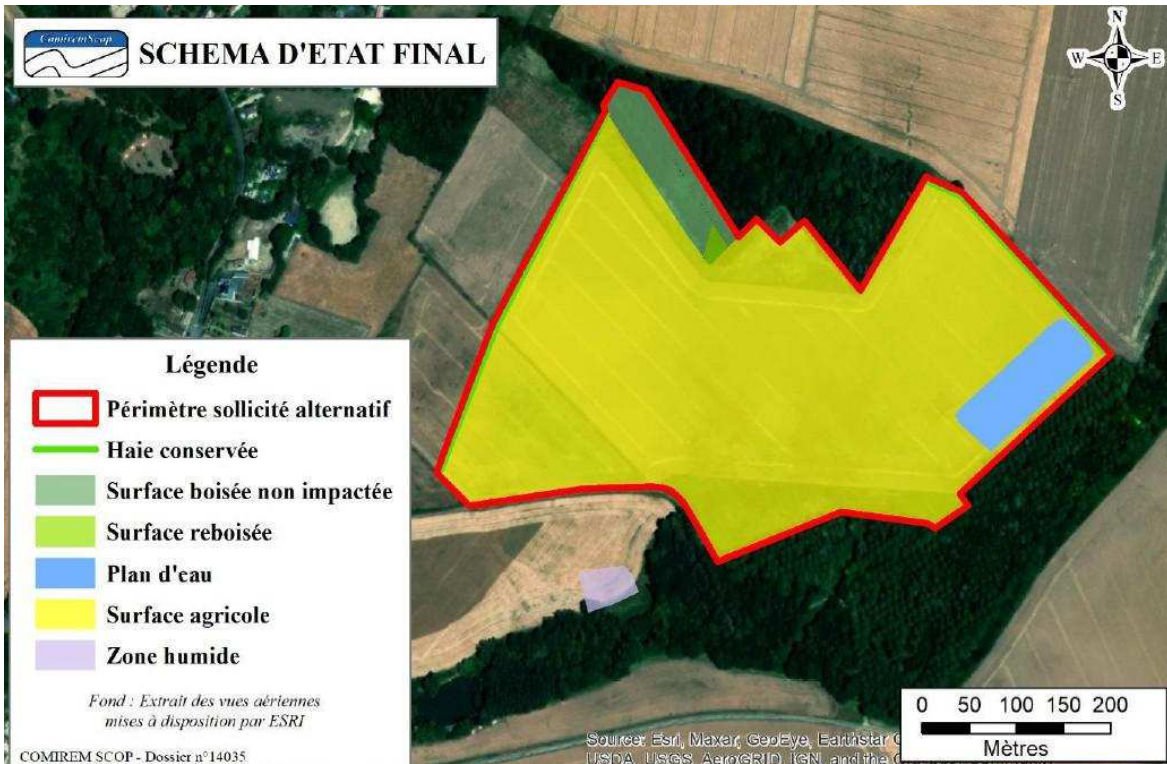 CamiremScop
SCHEMA D'ETAT FINAL
N
W
E
S
Légende
Périmètre sollicité alternatif
Haie conservée
Surface boisée non impactée
Surface reboisée
Plan d'eau
Surface agricole
Zone humide
Fond : Extrait des vues aériennes
mises à disposition par ESRI
COMIREM SCOP - Dossier n°14035
0 50 100 150 200
Mètres
Source: Esri, Maxar, GeoEye, Earthstar
USDA, USGS, AeroGRID, IGN, and the